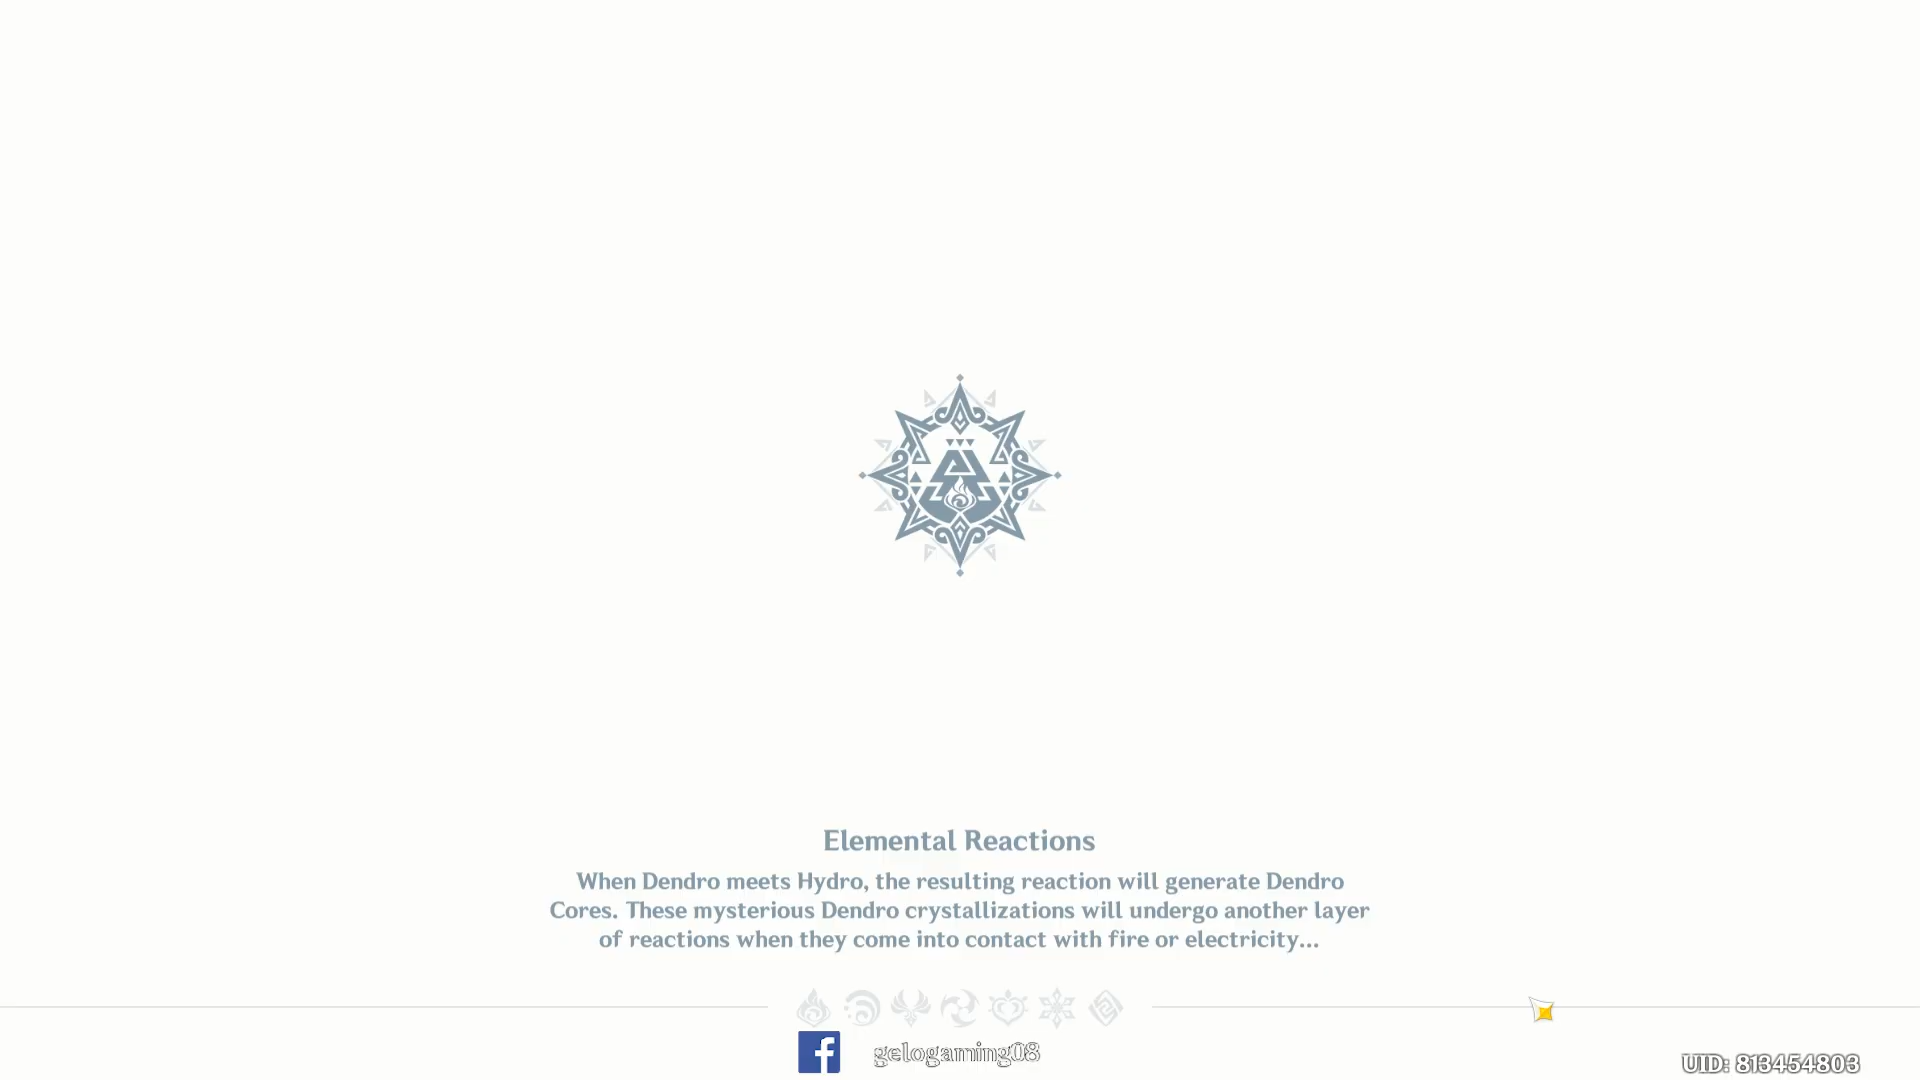 Elemental Reactions
When Dendro meets Hydro, the resulting reaction will generate Dendro
Cores. These mysterious Dendro crystallizations will undergo another layer
of reactions when they come into contact with fire or electricity...
gelogaming08
UID: 813454803